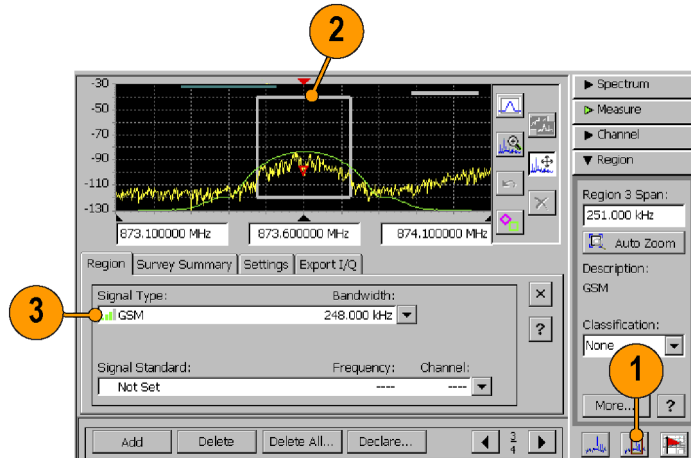 2
-30
-50
-70
-90
-110
-130
873.100000 MHz
873.600000 MHz
874.100000 MHz
Region
Survey Summary
Settings
Export I/Q
Signal Type:
Bandwidth:
3
GSM
248.000 kHz
Signal Standard:
Frequency:
Channel:
Not Set
----
----
Add
Delete
Delete All...
Declare...
3
4
Spectrum
Measure
Channel
Region
Region 3 Span:
251.000 kHz
Auto Zoom
Description:
GSM
Classification:
None
1
More...
?
×
?